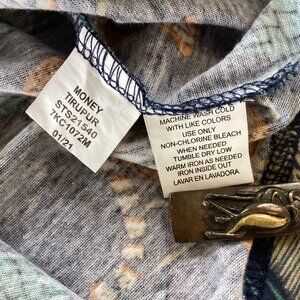 MONEY
TIRUPUR
STS21540
7KC1072M
01/21
MACHINE WASH COLD
WITH LIKE COLORS
USE ONLY
NON-CHLORINE BLEACH
WHEN NEEDED
TUMBLE DRY LOW
WARM IRON AS NEEDED
IRON INSIDE OUT
LAVAR EN LAVADORA